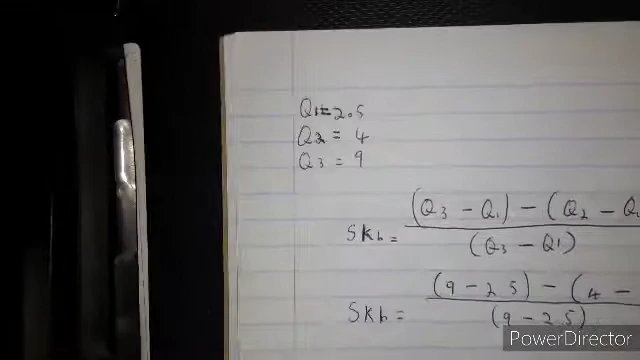 Q1=2.5
Q2 = 4
Q3 = 9
(Q3 - Q1) - (Q2 - Q
Skb =
(Q3 - Q1)
(9 - 2.5) - (4 -
Skb =
(9 - 2.5)
PowerDirector